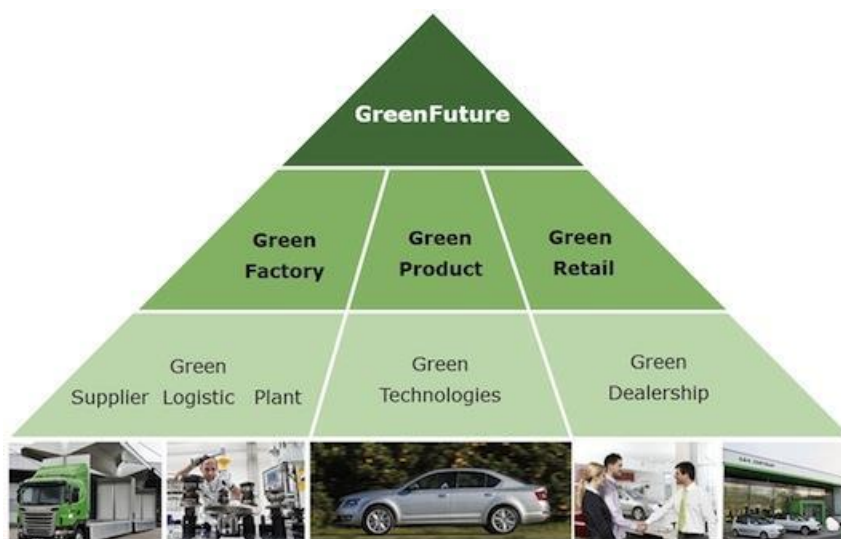 GreenFuture
Green
Factory
Green
Product
Green
Retail
Green
Supplier Logistic Plant
Green
Technologies
Green
Dealership